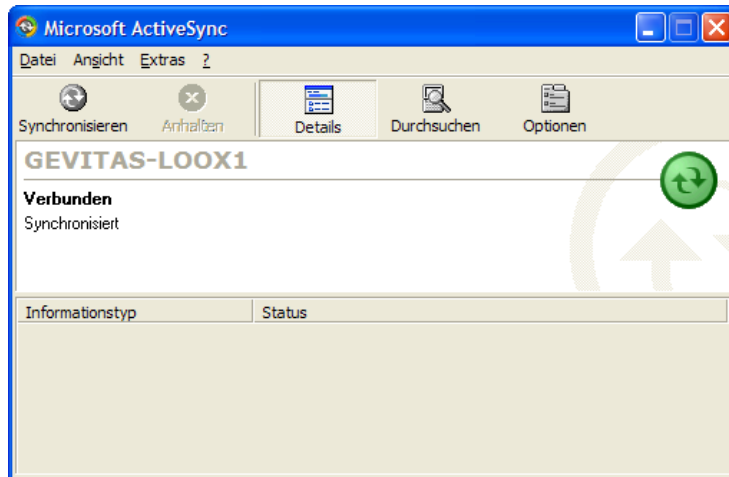 Microsoft ActiveSync
Datei Ansicht Extras ?
Synchronisieren Anhalten Details Durchsuchen Optionen
GEVITAS-LOOX1
Verbunden
Synchronisiert
Informationstyp Status